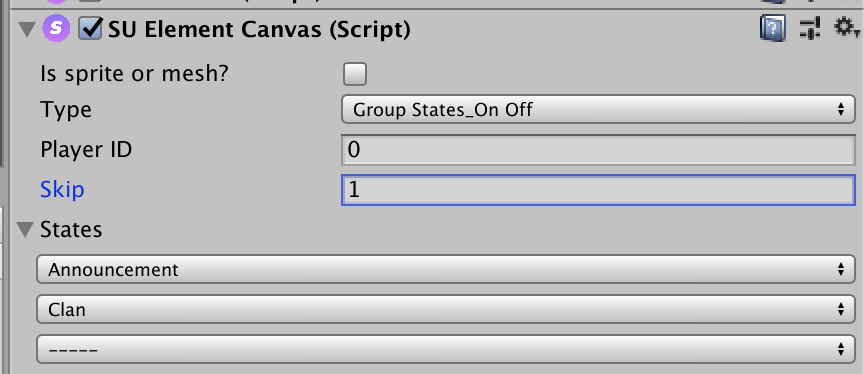 SU Element Canvas (Script)
Is sprite or mesh?
Type Group States_On Off
Player ID 0
Skip 1
States
Announcement
Clan
-----